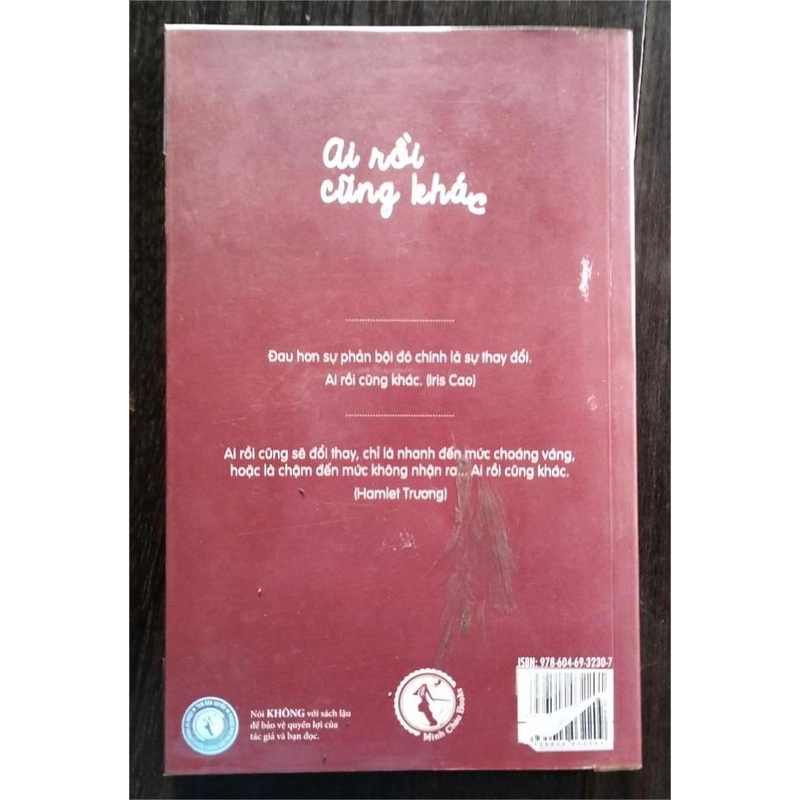 Ai rồi
cũng khác
Đau hơn sự phản bội đó chính là sự thay đổi.
Ai rồi cũng khác. (Iris Cao)
Ai rồi cũng sẽ đổi thay, chỉ là nhanh đến mức choáng váng,
hoặc là chậm đến mức không nhận ra... Ai rồi cũng khác.
(Hamlet Trương)
ISBN: 978-604-69-3230-7
Nói KHÔNG với sách lậu
để bảo vệ quyền lợi của
tác giả và bạn đọc.
Minh Châu Books